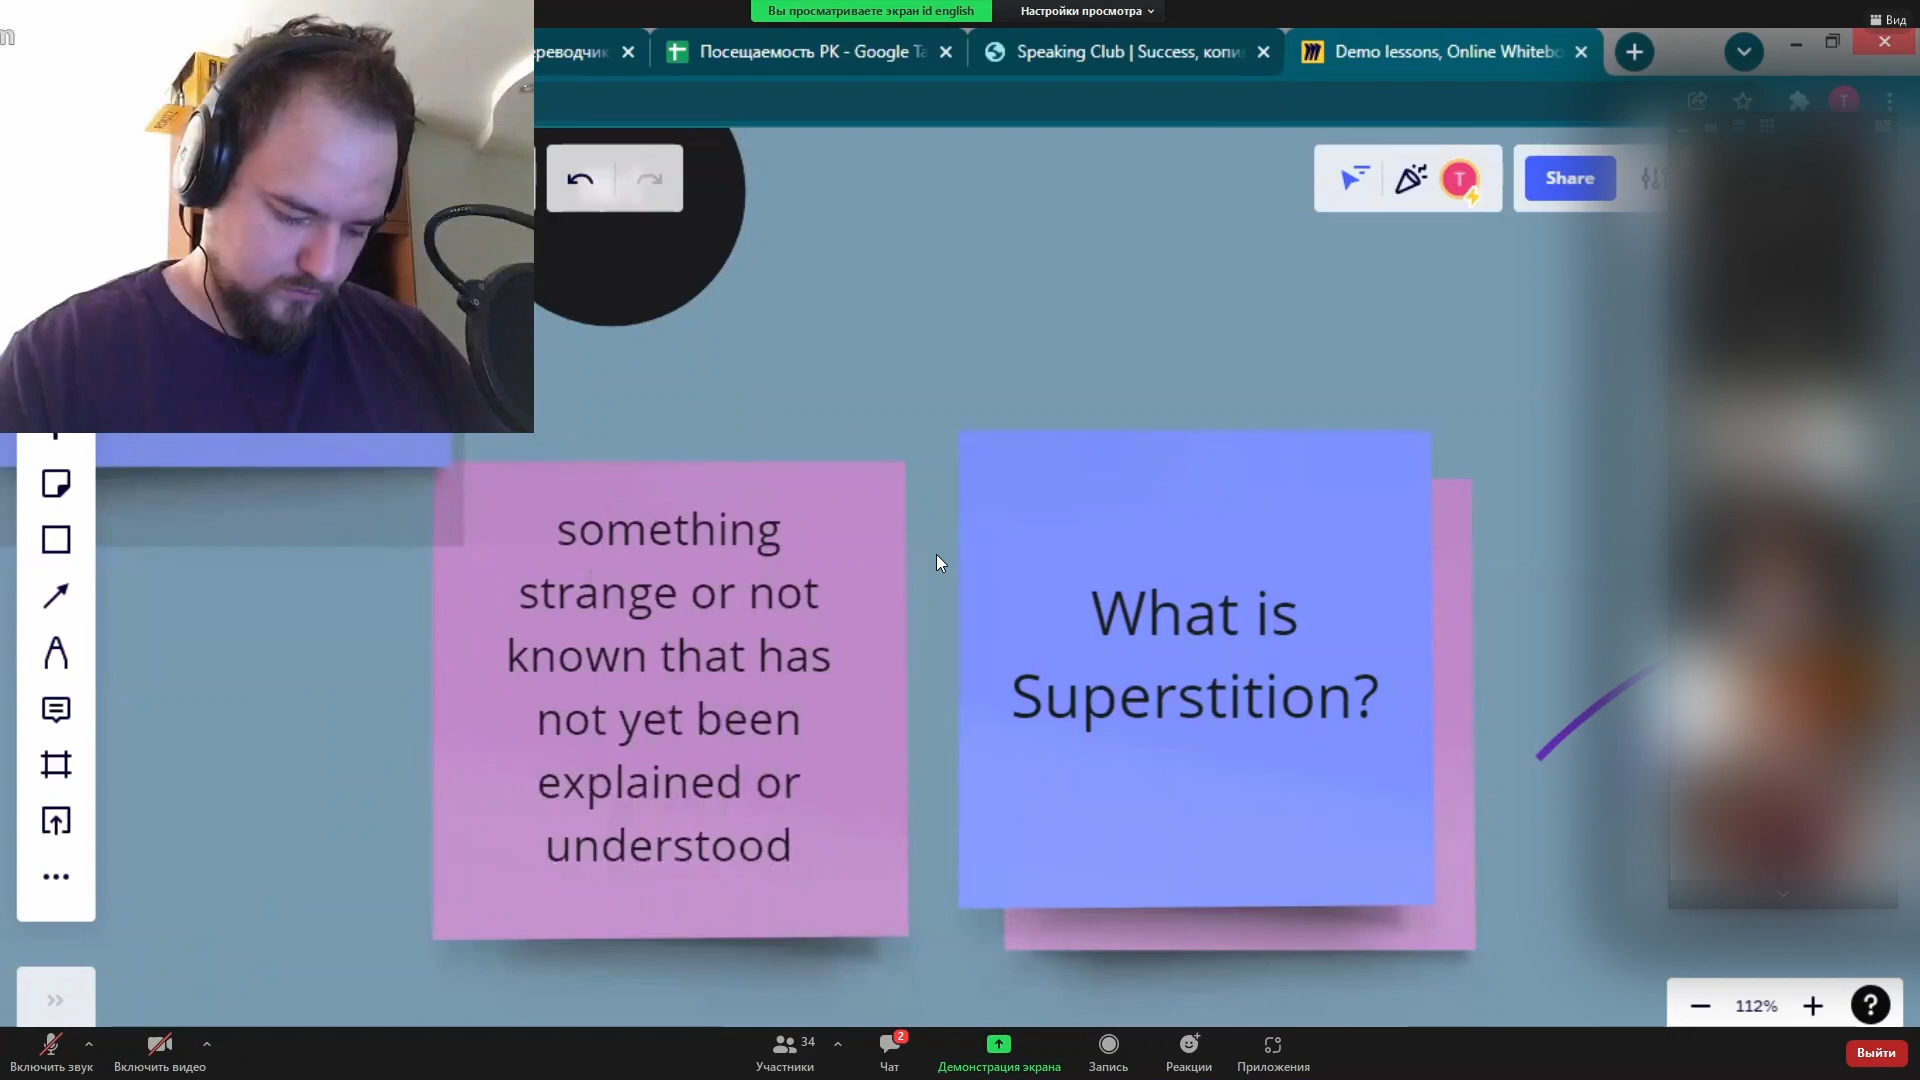 Вы просматриваете экран id english
Настройки просмотра
Вид
m
ереводчик
Посещаемость РК - Google Та
Speaking Club | Success, копи
Demo lessons, Online Whitebo
T
T
Share
something
strange or not
known that has
not yet been
explained or
understood
What is
Superstition?
112%
?
34
2
Включить звук
Включить видео
Участники
Чат
Демонстрация экрана
Запись
Реакции
Приложения
Выйти